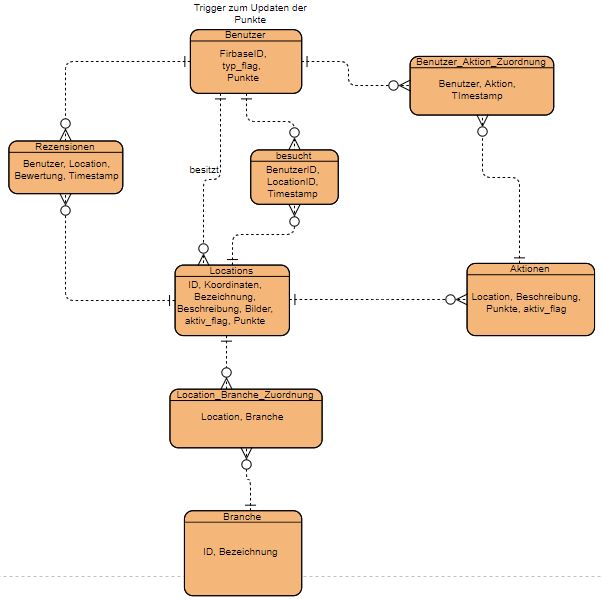 Trigger zum Updaten der
Punkte
Benutzer
FirbaseID,
typ_flag,
Punkte
Benutzer_Aktion_Zuordnung
Benutzer, Aktion,
TImestamp
Rezensionen
Benutzer, Location,
Bewertung, Timestamp
besucht
BenutzerID,
LocationID,
Timestamp
besitzt
Locations
ID, Koordinaten,
Bezeichnung,
Beschreibung, Bilder,
aktiv_flag, Punkte
Aktionen
Location, Beschreibung,
Punkte, aktiv_flag
Location_Branche_Zuordnung
Location, Branche
Branche
ID, Bezeichnung